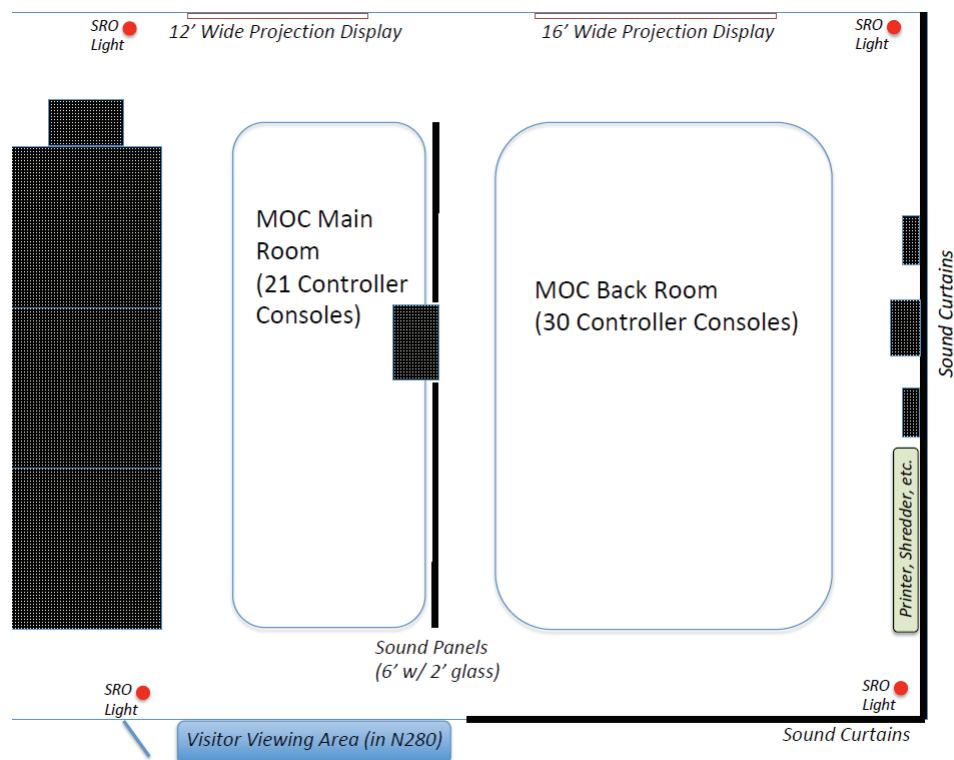 SRO
Light
12’ Wide Projection Display
16’ Wide Projection Display
SRO
Light
MOC Main
Room
(21 Controller
Consoles)
MOC Back Room
(30 Controller Consoles)
Sound Curtains
Printer, Shredder, etc.
Sound Panels
(6’ w/ 2’ glass)
SRO
Light
SRO
Light
Visitor Viewing Area (in N280)
Sound Curtains